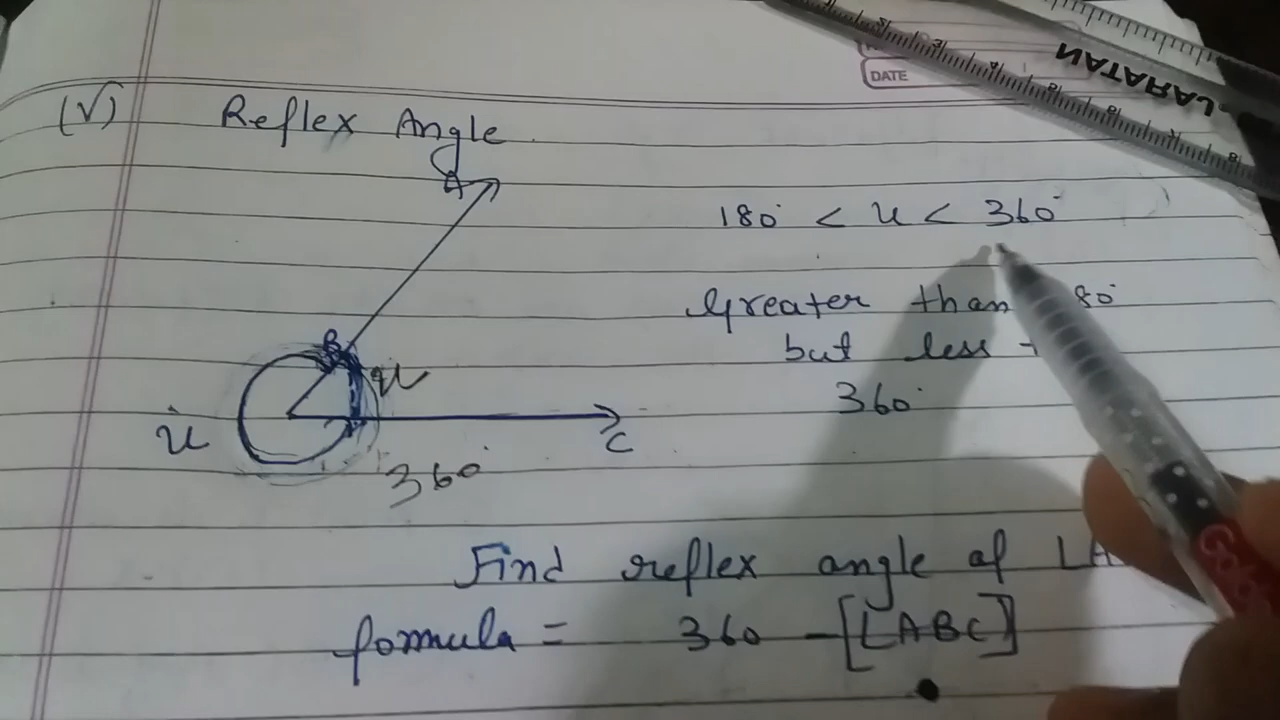 DATE
NATARAJ
(V) Reflex Angle
A
180° < x < 360°
Greater than 80°
but less
360°
B
x
x
C
360°
Find reflex angle of ∠A
formula = 360 - [∠ABC]